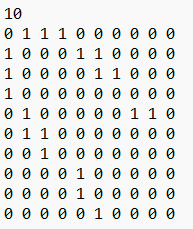 10
0 1 1 1 0 0 0 0 0 0
1 0 0 0 1 1 0 0 0 0
1 0 0 0 0 1 1 0 0 0
1 0 0 0 0 0 0 0 0 0
0 1 0 0 0 0 0 1 1 0
0 1 1 0 0 0 0 0 0 0
0 0 1 0 0 0 0 0 0 0
0 0 0 0 1 0 0 0 0 0
0 0 0 0 1 0 0 0 0 0
0 0 0 0 0 1 0 0 0 0